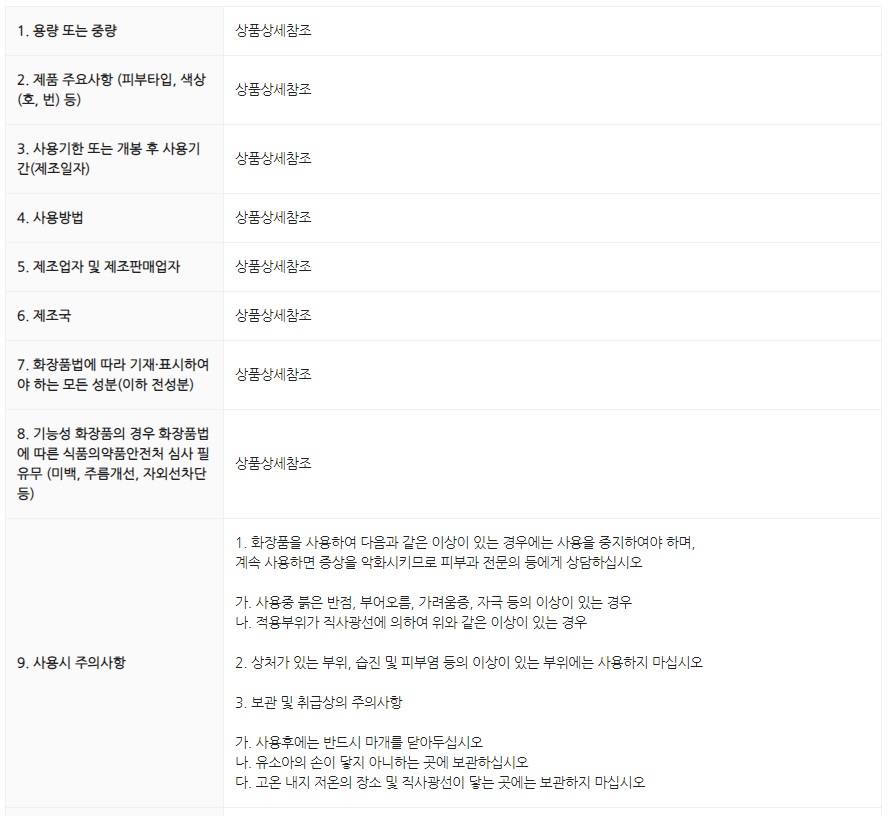 1. 용량 또는 중량
상품상세참조
2. 제품 주요사항 (피부타입, 색상
(호, 번) 등)
상품상세참조
3. 사용기한 또는 개봉 후 사용기
간(제조일자)
상품상세참조
4. 사용방법
상품상세참조
5. 제조업자 및 제조판매업자
상품상세참조
6. 제조국
상품상세참조
7. 화장품법에 따라 기재·표시하여
야 하는 모든 성분(이하 전성분)
상품상세참조
8. 기능성 화장품의 경우 화장품법
에 따른 식품의약품안전처 심사 필
유무 (미백, 주름개선, 자외선차단
등)
상품상세참조
9. 사용시 주의사항
1. 화장품을 사용하여 다음과 같은 이상이 있는 경우에는 사용을 중지하여야 하며,
계속 사용하면 증상을 악화시키므로 피부과 전문의 등에게 상담하십시오
가. 사용중 붉은 반점, 부어오름, 가려움증, 자극 등의 이상이 있는 경우
나. 적용부위가 직사광선에 의하여 위와 같은 이상이 있는 경우
2. 상처가 있는 부위, 습진 및 피부염 등의 이상이 있는 부위에는 사용하지 마십시오
3. 보관 및 취급상의 주의사항
가. 사용후에는 반드시 마개를 닫아두십시오
나. 유소아의 손이 닿지 아니하는 곳에 보관하십시오
다. 고온 내지 저온의 장소 및 직사광선이 닿는 곳에는 보관하지 마십시오